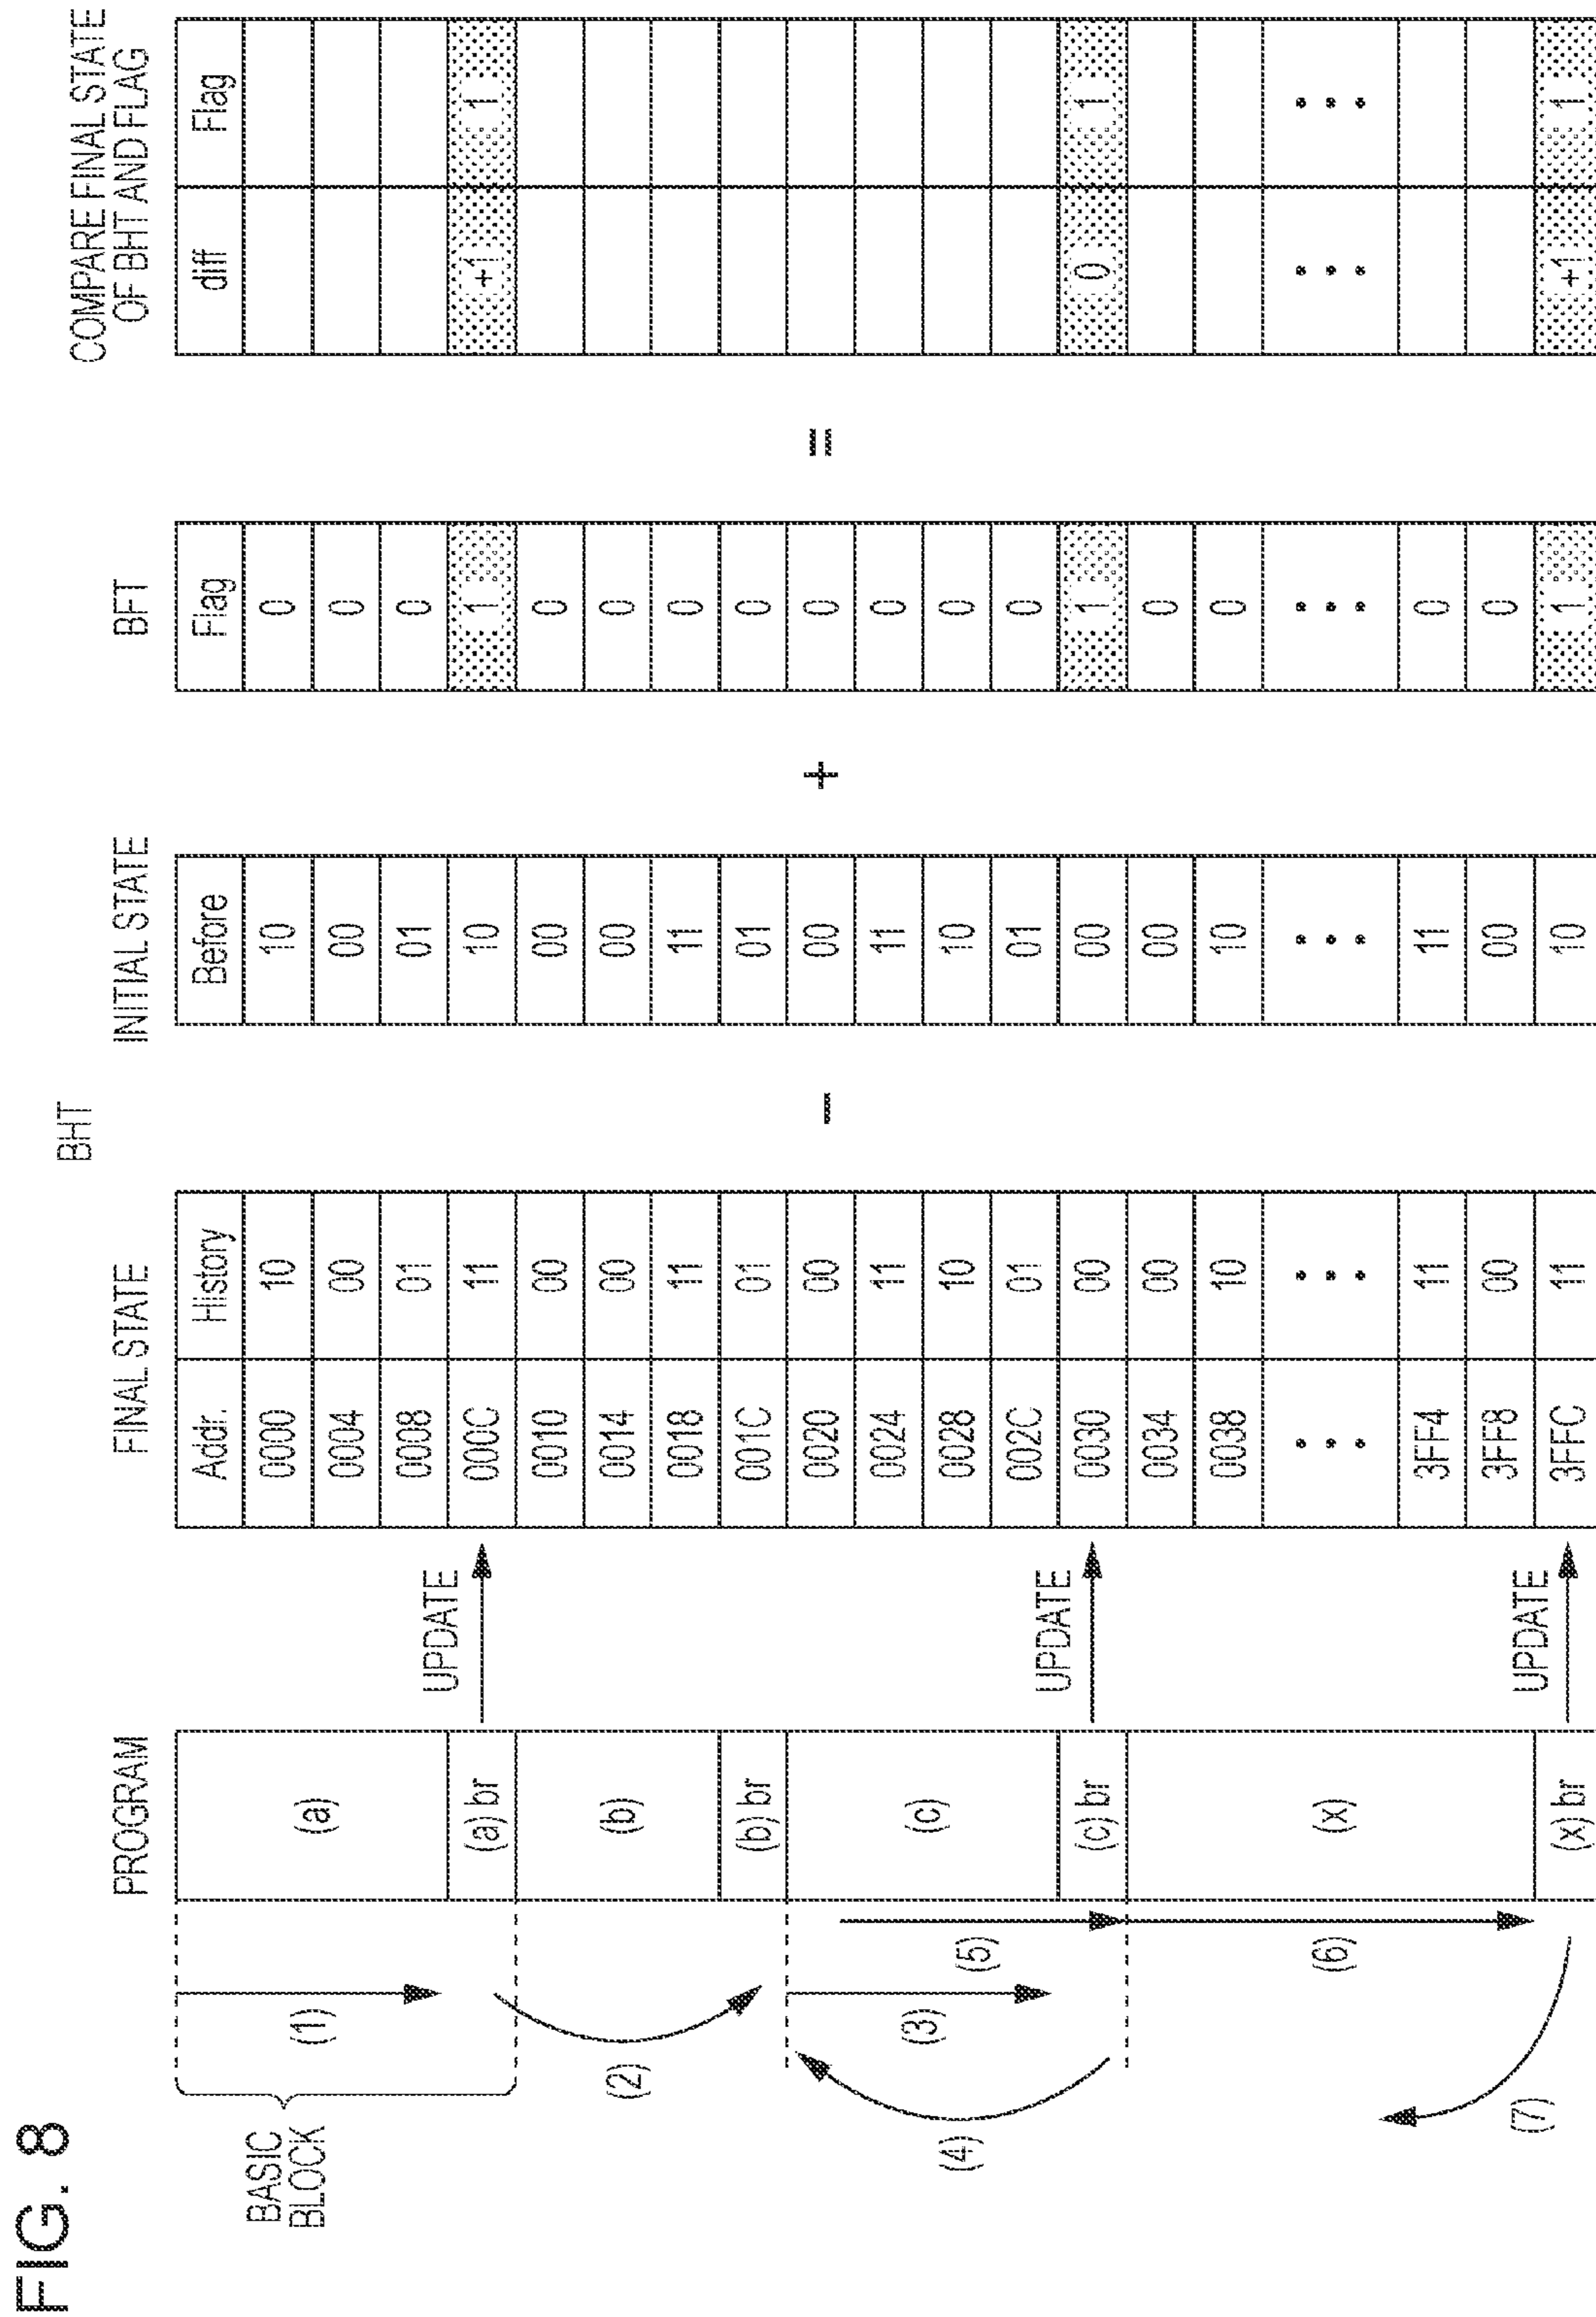 FIG. 8
BHT
COMPARE FINAL STATE
OF BHT AND FLAG
PROGRAM
FINAL STATE
INITIAL STATE
BFT
BASIC
BLOCK
(1)
(2)
(3)
(4)
(5)
(6)
(7)
(a)
(a) br
(b)
(b) br
(c)
(c) br
(x)
(x) br
UPDATE
UPDATE
UPDATE
− + =
Addr. History Before Flag diff Flag
0000 10 10 0
0004 00 00 0
0008 01 01 0
000C 11 10 1 +1 1
0010 00 00 0
0014 00 00 0
0018 11 11 0
001C 01 01 0
0020 00 00 0
0024 11 11 0
0028 10 10 0
002C 01 01 0
0030 00 00 1 0 1
0034 00 00 0
0038 10 10 0
3FF4 11 11 0
3FF8 00 00 0
3FFC 11 10 1 +1 1